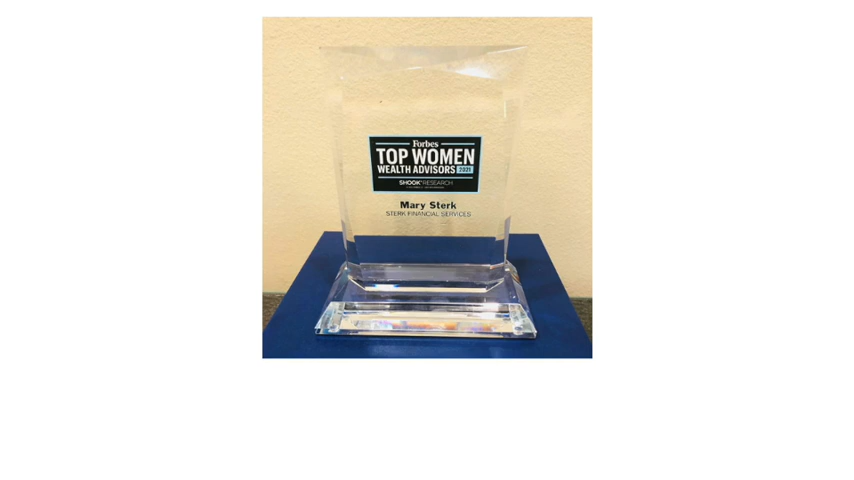 Forbes
TOP WOMEN
WEALTH ADVISORS 2021
SHOOK RESEARCH
Mary Sterk
STERK FINANCIAL SERVICES